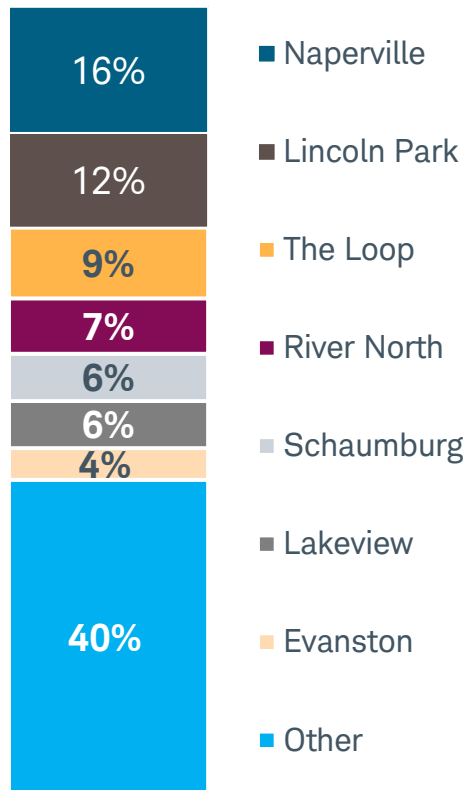 16%
12%
9%
7%
6%
6%
4%
40%
Naperville
Lincoln Park
The Loop
River North
Schaumburg
Lakeview
Evanston
Other